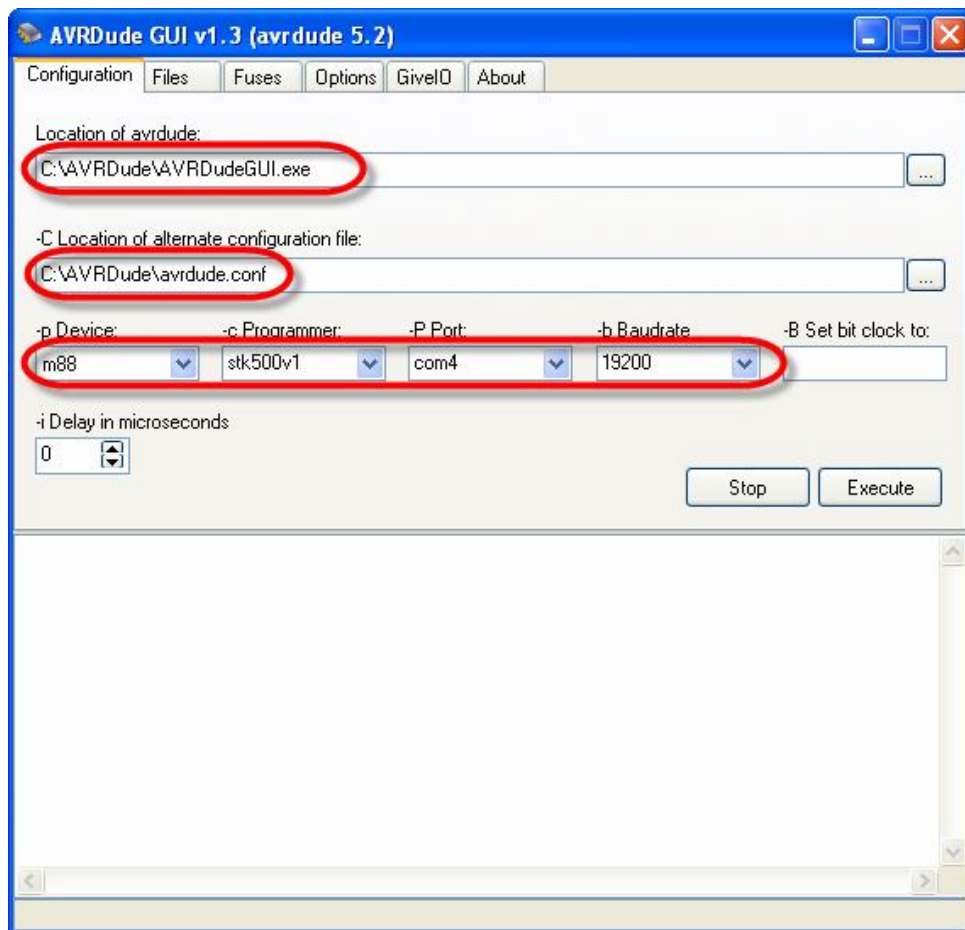 AVRDude GUI v1.3 (avrdude 5.2)
Configuration Files Fuses Options GiveIO About
Location of avrdude:
C:\AVRDude\AVRDudeGUI.exe ...
-C Location of alternate configuration file:
C:\AVRDude\avrdude.conf ...
-p Device: -c Programmer: -P Port: -b Baudrate -B Set bit clock to:
m88 stk500v1 com4 19200
-i Delay in microseconds
0
Stop Execute